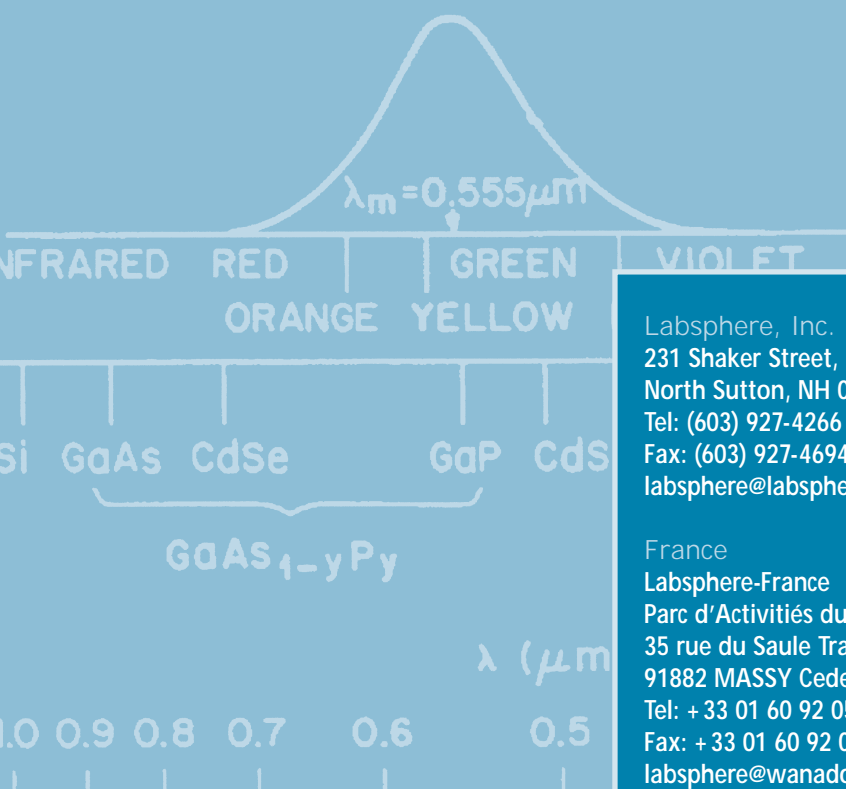 λm=0.555μm
NFRARED RED GREEN VIOLET
ORANGE YELLOW
Si GaAs CdSe GaP CdS
GaAs1-yPy
λ (μm
1.0 0.9 0.8 0.7 0.6 0.5
Labsphere, Inc.
231 Shaker Street,
North Sutton, NH 0
Tel: (603) 927-4266
Fax: (603) 927-4694
labsphere@labsphe
France
Labsphere-France
Parc d'Activitiés du
35 rue du Saule Tra
91882 MASSY Cede
Tel: +33 01 60 92 05
Fax: +33 01 60 92 0
labsphere@wanado